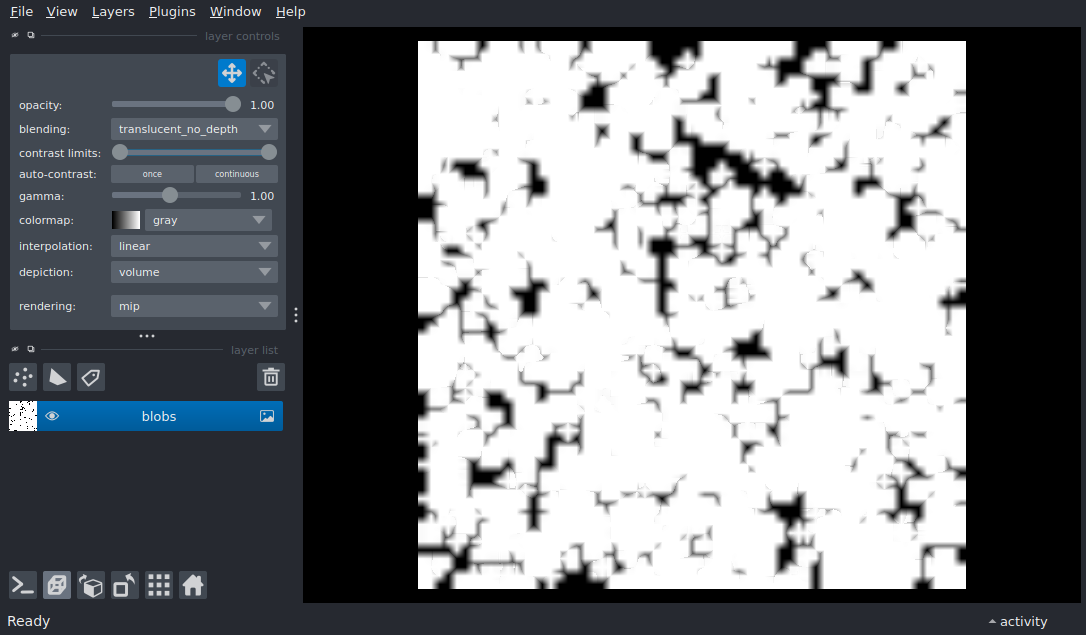 File View Layers Plugins Window Help
layer controls
opacity: 1.00
blending: translucent_no_depth
contrast limits:
auto-contrast: once continuous
gamma: 1.00
colormap: gray
interpolation: linear
depiction: volume
rendering: mip
layer list
blobs
Ready activity